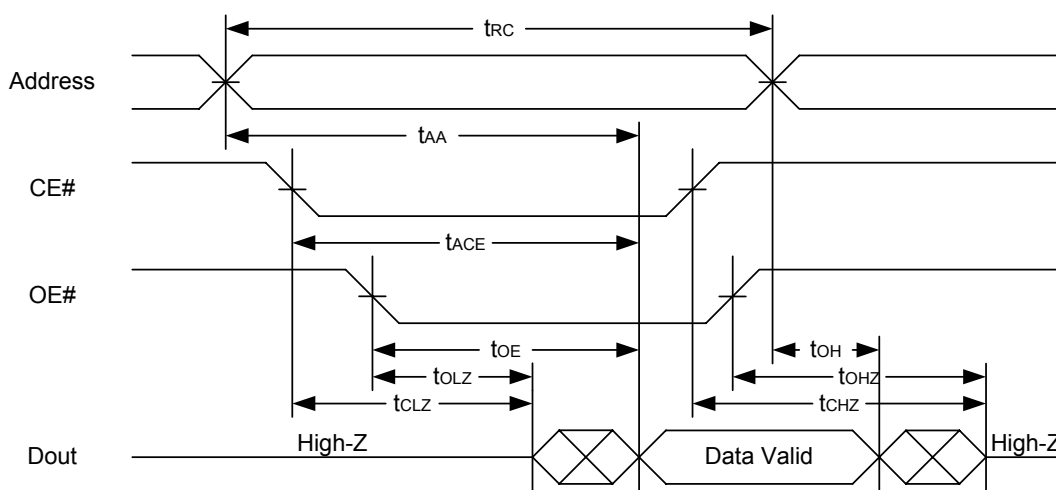 tRC
Address
tAA
CE#
tACE
OE#
tOE
tOH
tOLZ
tOHZ
tCLZ
tCHZ
High-Z
High-Z
Dout
Data Valid